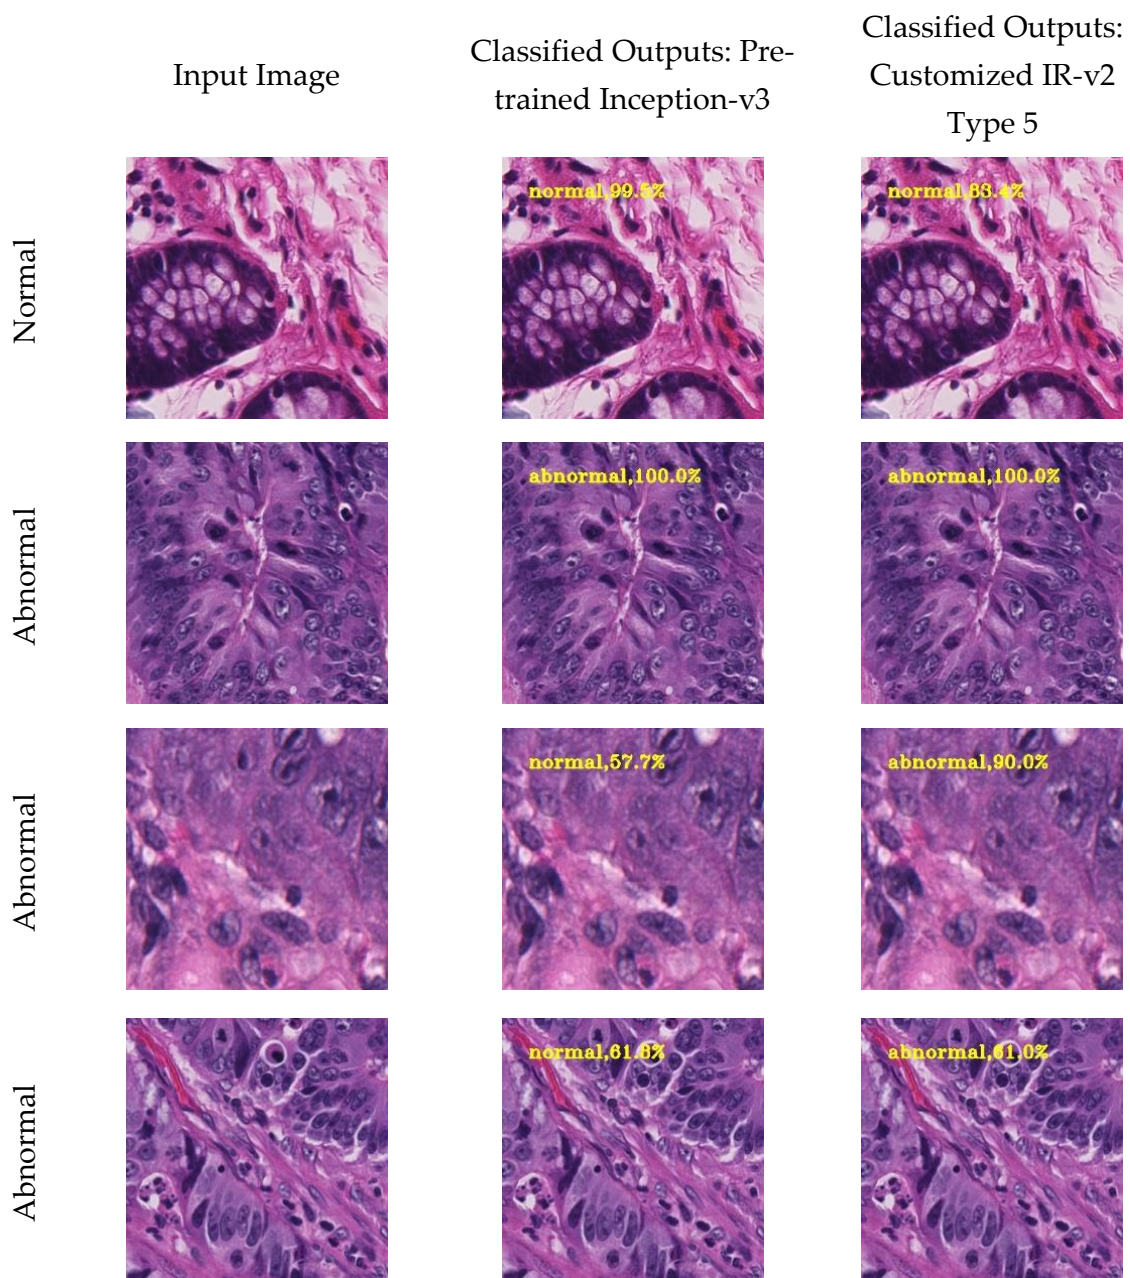 Input Image
Classified Outputs: Pre-
trained Inception-v3
Classified Outputs:
Customized IR-v2
Type 5
Normal
normal,99.5%
normal,83.4%
Abnormal
abnormal,100.0%
abnormal,100.0%
Abnormal
normal,57.7%
abnormal,90.0%
Abnormal
normal,61.8%
abnormal,61.0%